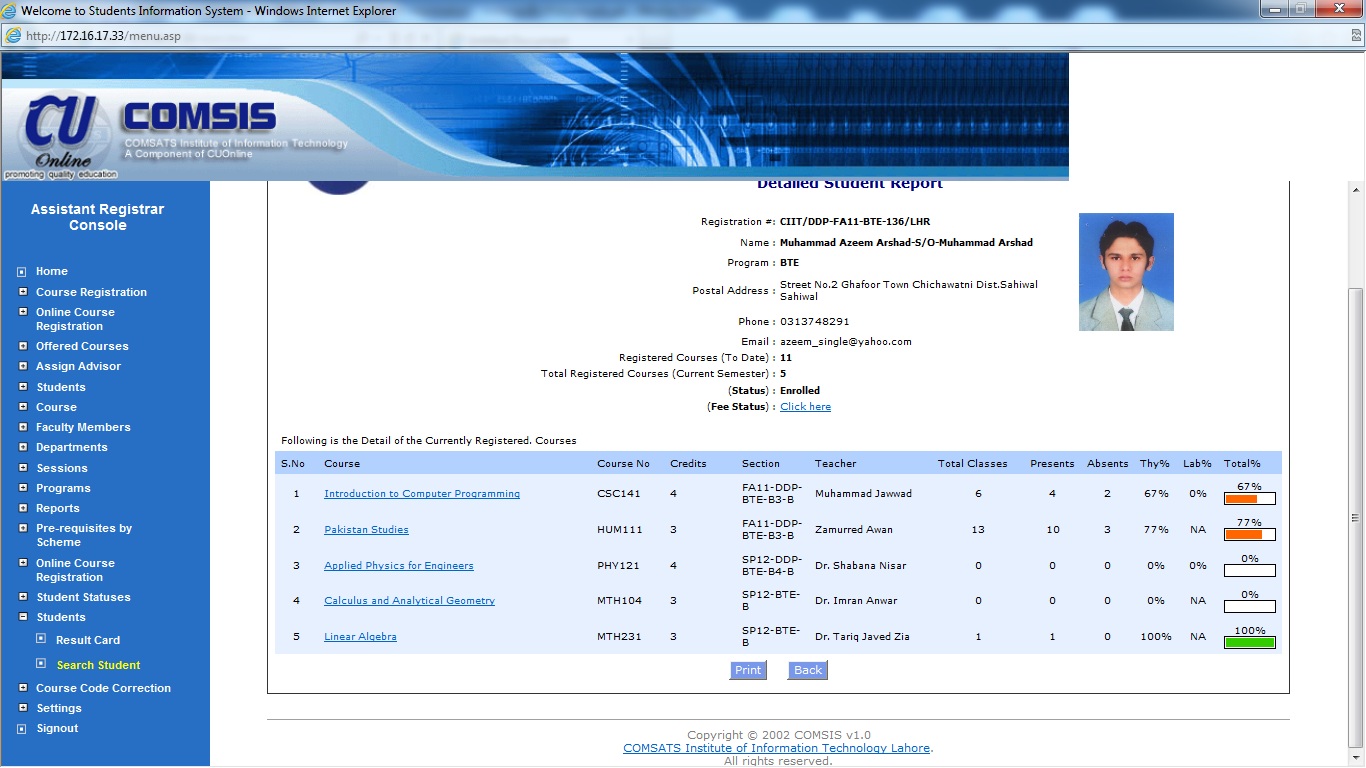 Welcome to Students Information System - Windows Internet Explorer
http://172.16.17.33/menu.asp
CU
Online
promoting quality education
COMSIS
COMSATS Institute of Information Technology
A Component of CUOnline
Assistant Registrar
Console
Home
Course Registration
Online Course
Registration
Offered Courses
Assign Advisor
Students
Course
Faculty Members
Departments
Sessions
Programs
Reports
Pre-requisites by
Scheme
Online Course
Registration
Student Statuses
Students
Result Card
Search Student
Course Code Correction
Settings
Signout
Detailed Student Report
Registration #: CIIT/DDP-FA11-BTE-136/LHR
Name : Muhammad Azeem Arshad-S/O-Muhammad Arshad
Program : BTE
Postal Address : Street No.2 Ghafoor Town Chichawatni Dist.Sahiwal
Sahiwal
Phone : 0313748291
Email : azeem_single@yahoo.com
Registered Courses (To Date) : 11
Total Registered Courses (Current Semester) : 5
(Status) : Enrolled
(Fee Status) : Click here
Following is the Detail of the Currently Registered. Courses
S.No Course Course No Credits Section Teacher Total Classes Presents Absents Thy% Lab% Total%
1 Introduction to Computer Programming CSC141 4 FA11-DDP-BTE-B3-B Muhammad Jawwad 6 4 2 67% 0% 67%
2 Pakistan Studies HUM111 3 FA11-DDP-BTE-B3-B Zamurred Awan 13 10 3 77% NA 77%
3 Applied Physics for Engineers PHY121 4 SP12-DDP-BTE-B4-B Dr. Shabana Nisar 0 0 0 0% 0% 0%
4 Calculus and Analytical Geometry MTH104 3 SP12-BTE-B Dr. Imran Anwar 0 0 0 0% NA 0%
5 Linear Algebra MTH231 3 SP12-BTE-B Dr. Tariq Javed Zia 1 1 0 100% NA 100%
Print Back
Copyright © 2002 COMSIS v1.0
COMSATS Institute of Information Technology Lahore.
All rights reserved.